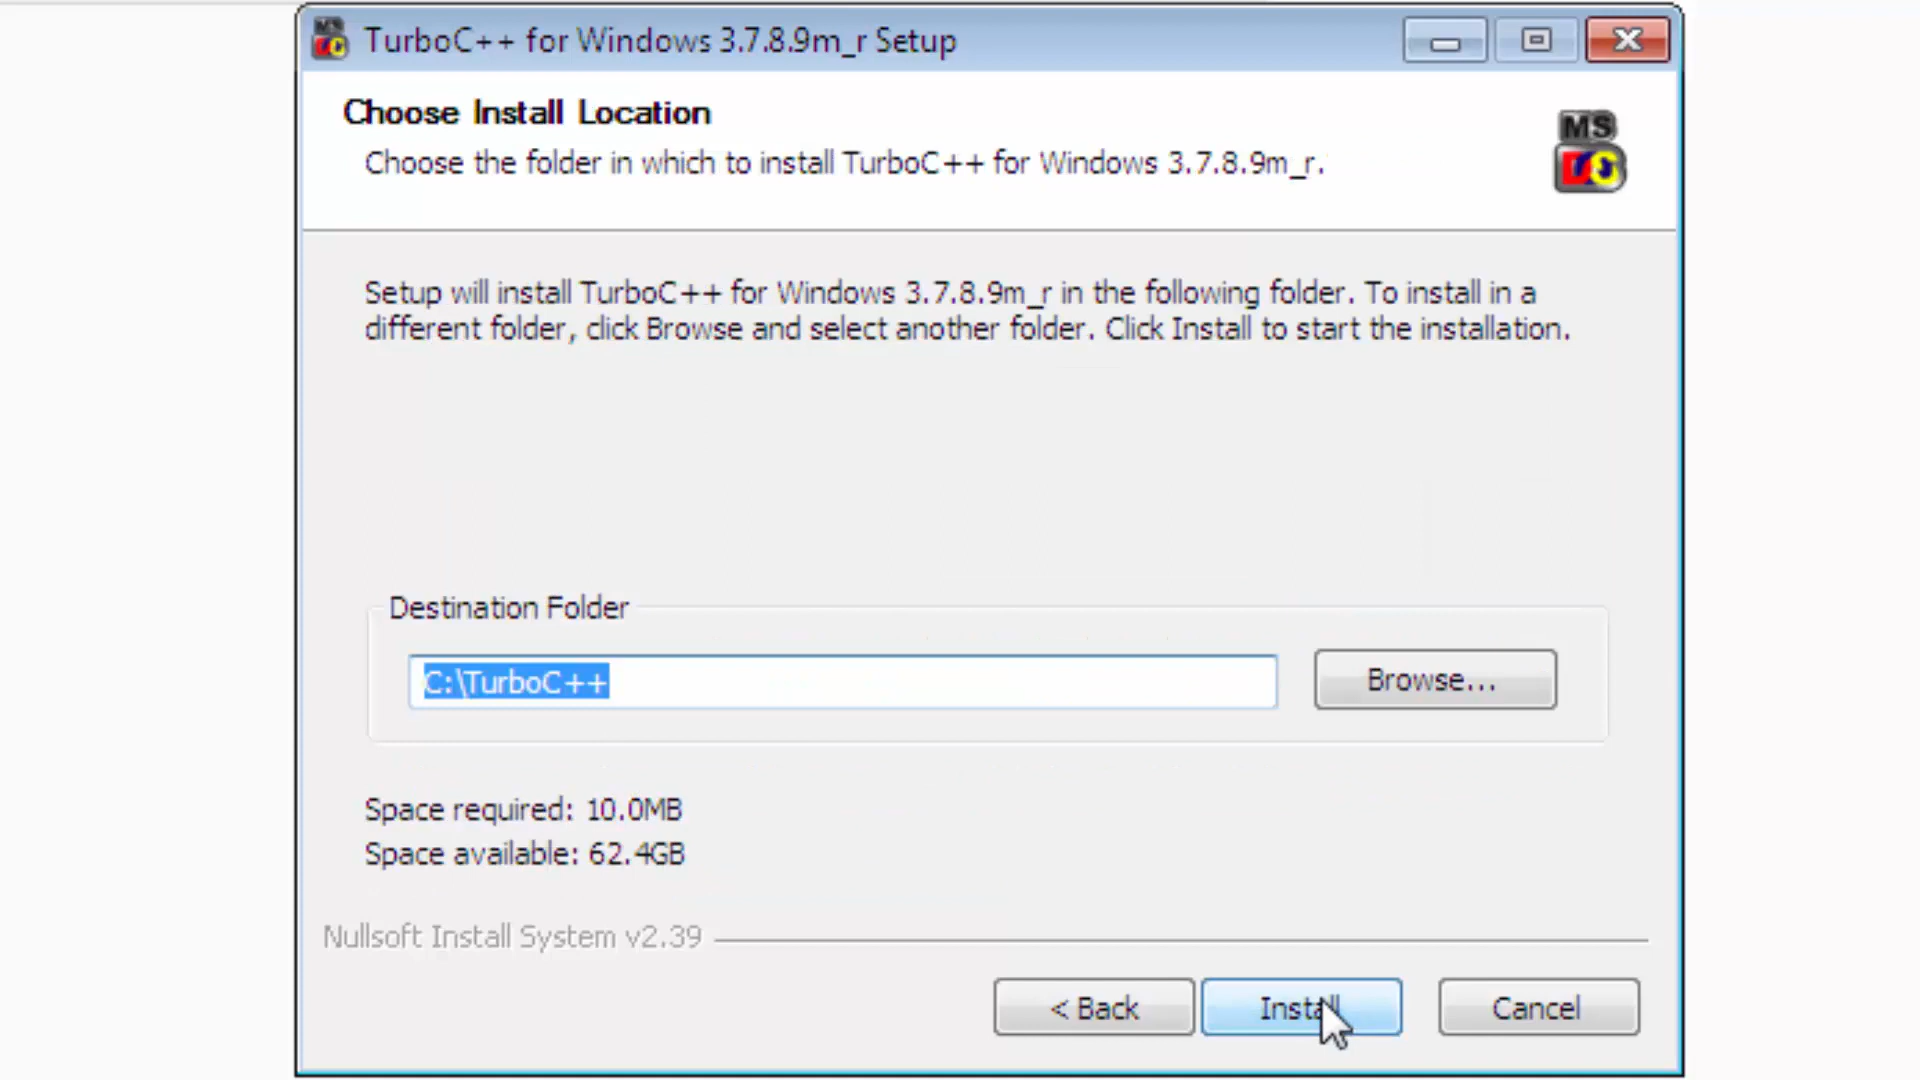 TurboC++ for Windows 3.7.8.9m_r Setup
Choose Install Location
Choose the folder in which to install TurboC++ for Windows 3.7.8.9m_r.
MS
Setup will install TurboC++ for Windows 3.7.8.9m_r in the following folder. To install in a
different folder, click Browse and select another folder. Click Install to start the installation.
Destination Folder
C:\TurboC++
Browse...
Space required: 10.0MB
Space available: 62.4GB
Nullsoft Install System v2.39
< Back
Install
Cancel